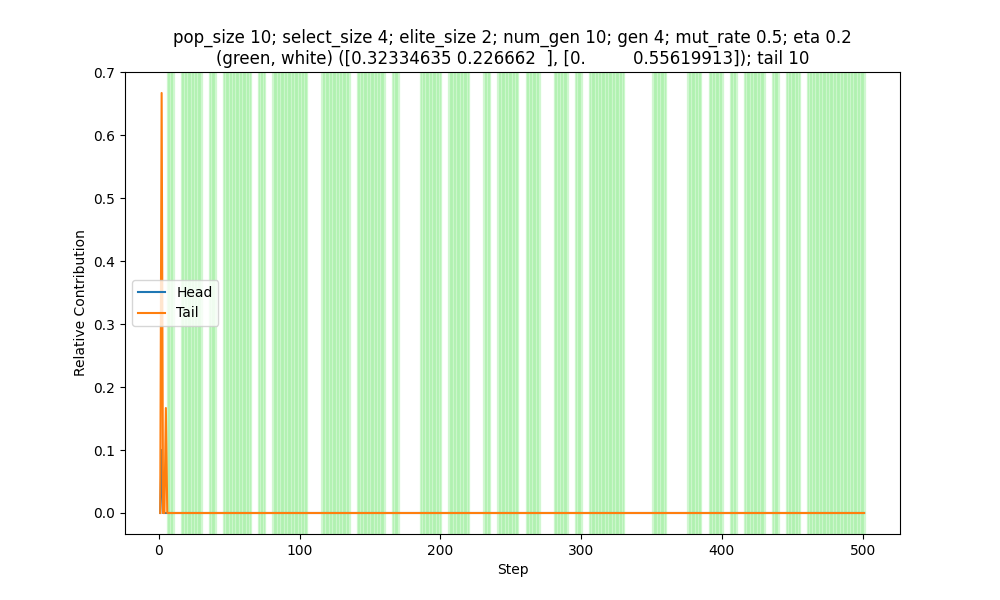 pop_size 10; select_size 4; elite_size 2; num_gen 10; gen 4; mut_rate 0.5; eta 0.2
(green, white) ([0.32334635 0.226662  ], [0.         0.55619913]); tail 10
0.7
0.6
0.5
0.4
0.3
0.2
0.1
0.0
Relative Contribution
Head
Tail
0
100
200
300
400
500
Step